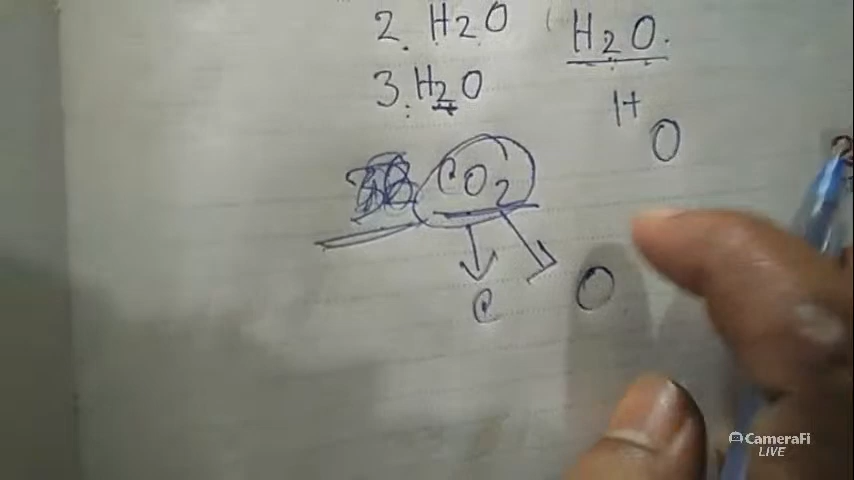 2. H2O H2O.
3. H2O
H
O
CO2
C O
CameraFi
LIVE